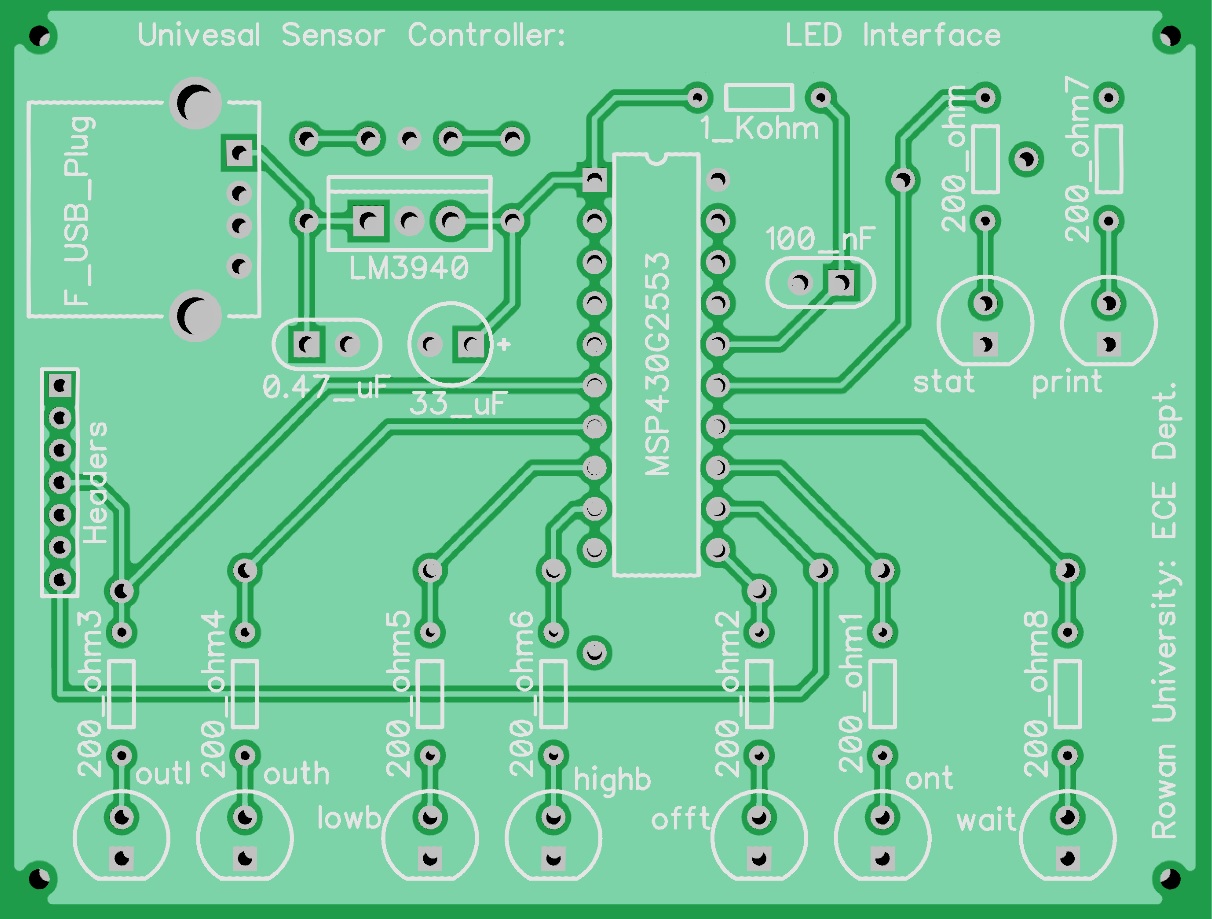 Univesal Sensor Controller:
LED Interface
F_USB_Plug
1_Kohm
200_ohm
200_ohm7
LM3940
100_nF
MSP430G2553
0.47_uF
33_uF
+
stat
print
Headers
Rowan University: ECE Dept.
200_ohm3
200_ohm4
200_ohm5
200_ohm6
200_ohm2
200_ohm1
200_ohm8
outl
outh
lowb
highb
offt
ont
wait